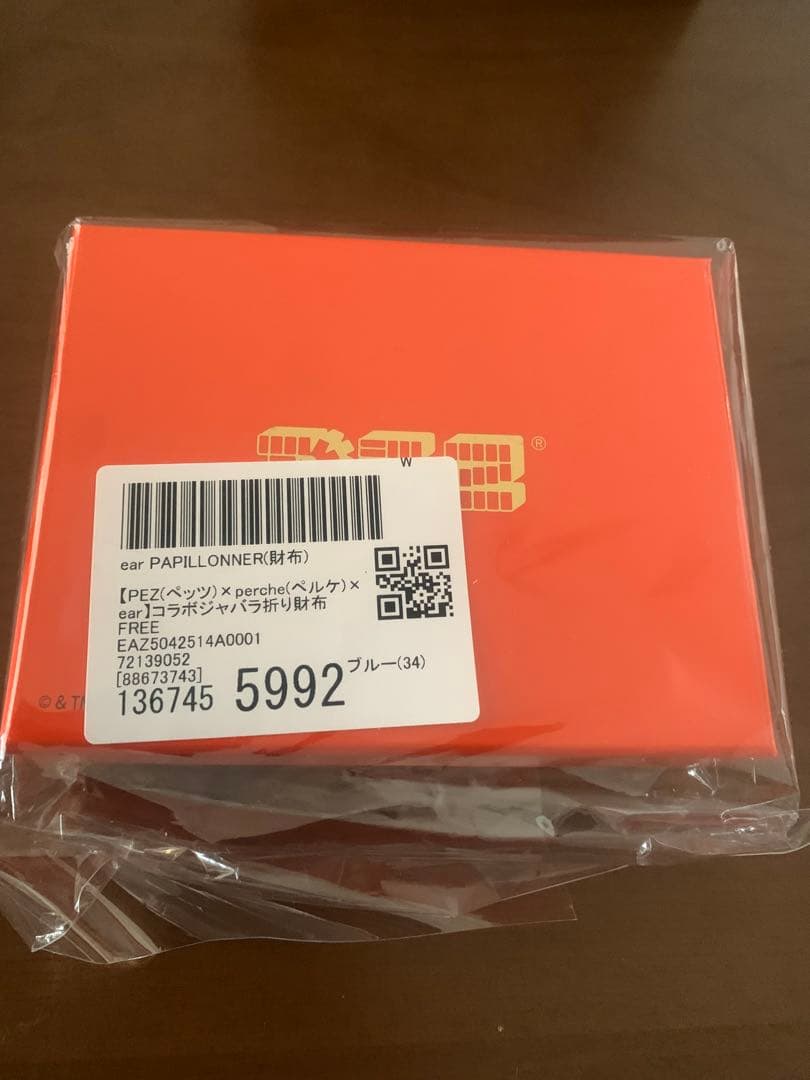 ®
W
ear PAPILLONNER(財布)
【PEZ(ペッツ)×perche(ペルケ)×
ear】コラボジャバラ折り財布
FREE
EAZ5042514A0001
72139052
[88673743]
136745 5992 ブルー(34)
© & TM